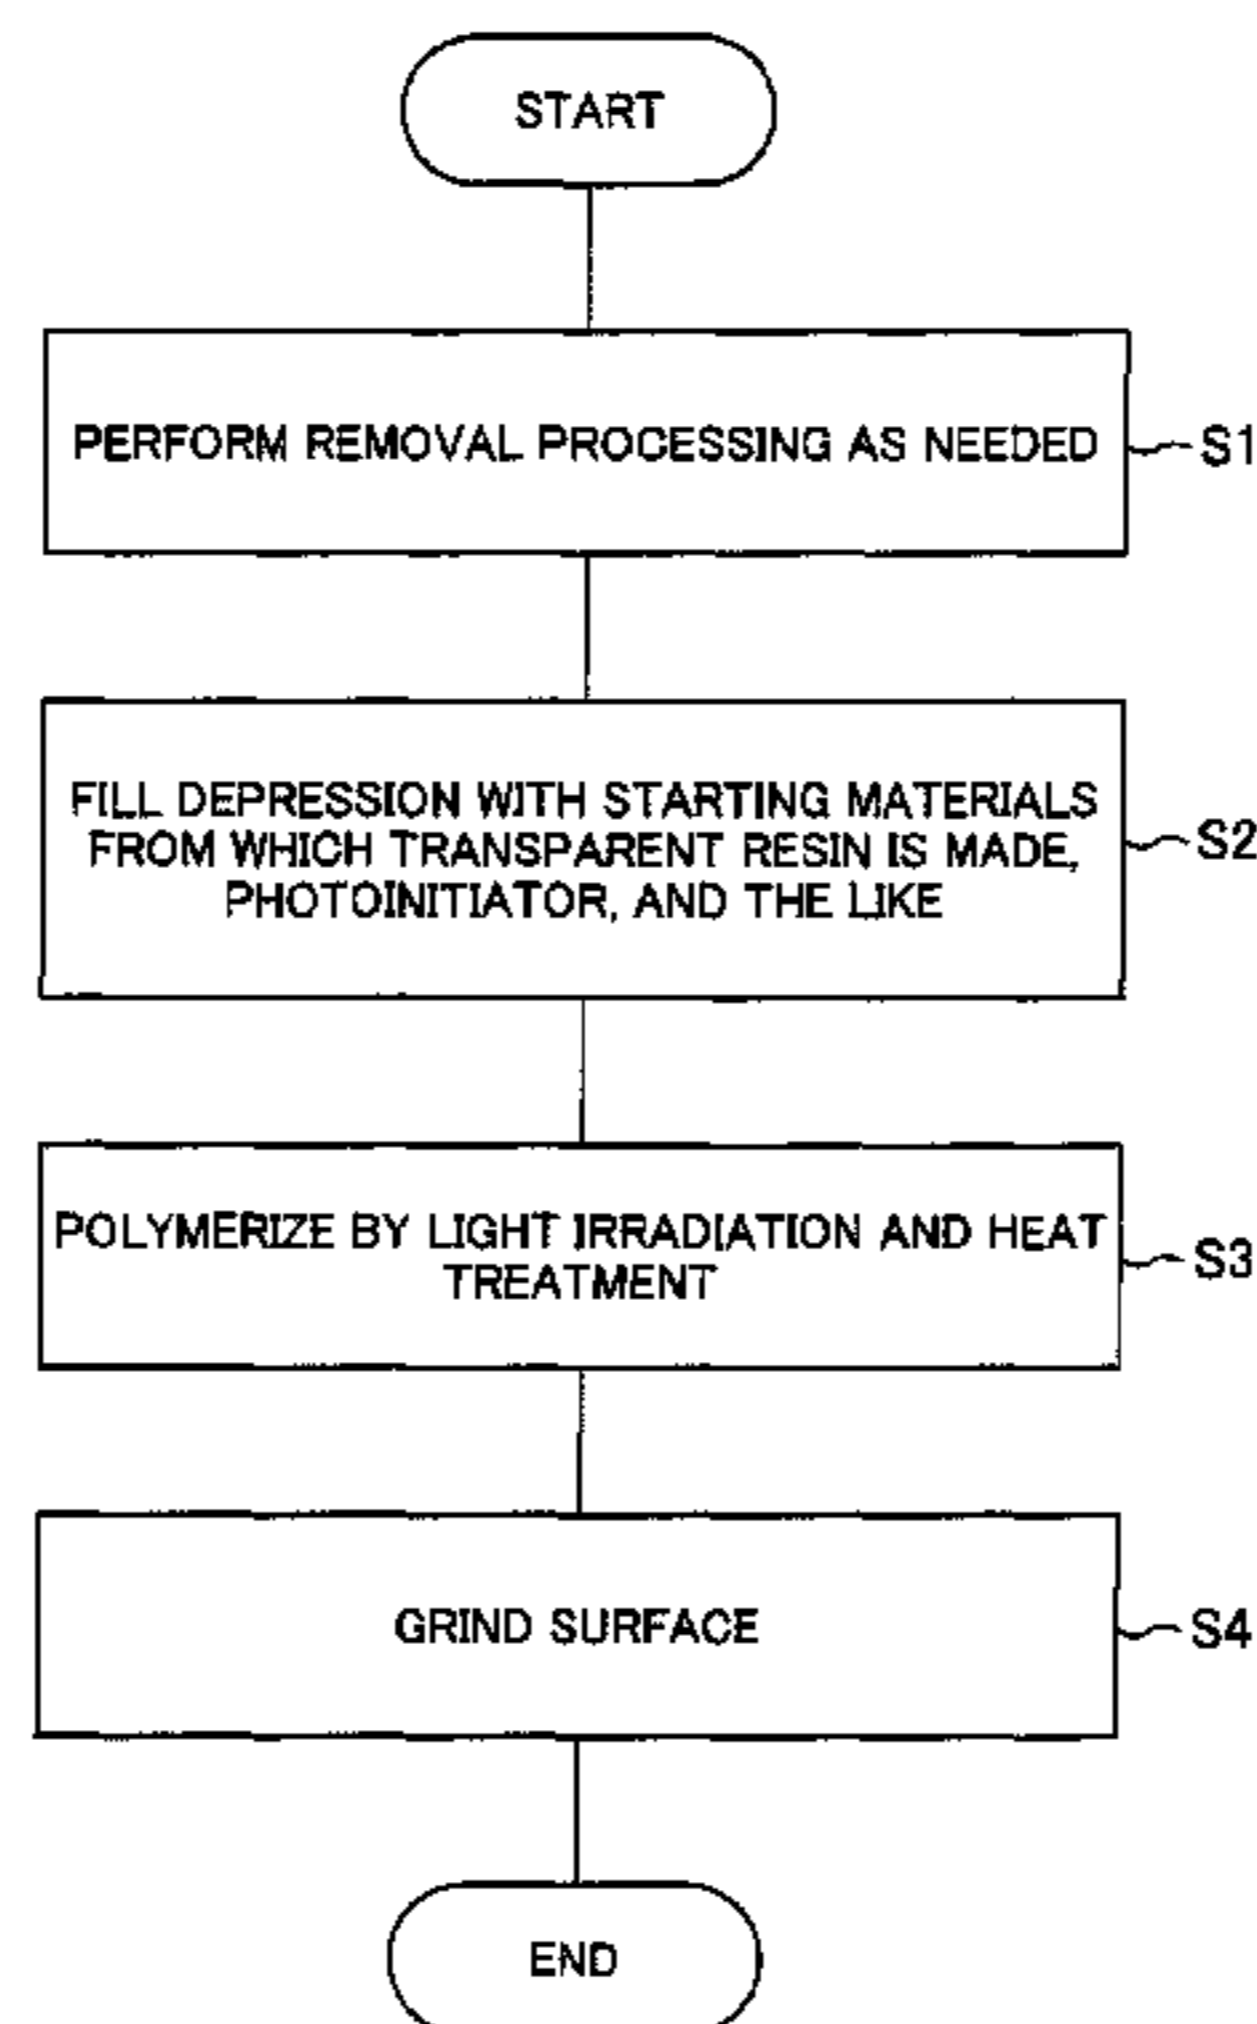 START
PERFORM REMOVAL PROCESSING AS NEEDED
S1
FILL DEPRESSION WITH STARTING MATERIALS
FROM WHICH TRANSPARENT RESIN IS MADE,
PHOTOINITIATOR, AND THE LIKE
S2
POLYMERIZE BY LIGHT IRRADIATION AND HEAT
TREATMENT
S3
GRIND SURFACE
S4
END